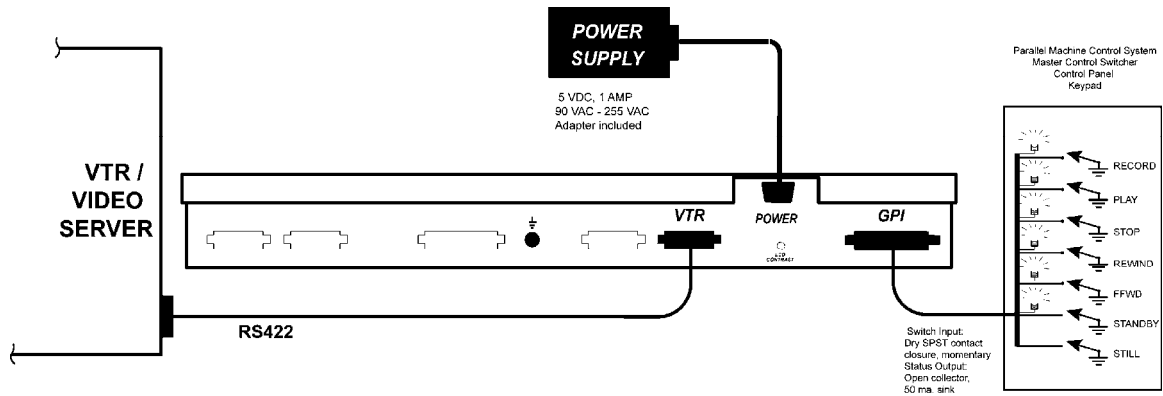 POWER
SUPPLY
5 VDC, 1 AMP
90 VAC - 255 VAC
Adapter included
Parallel Machine Control System
Master Control Switcher
Control Panel
Keypad
VTR /
VIDEO
SERVER
VTR
POWER
GPI
LCD
CONTRAST
RS422
RECORD
PLAY
STOP
REWIND
FFWD
STANDBY
STILL
Switch Input:
Dry SPST contact
closure, momentary
Status Output:
Open collector,
50 ma. sink